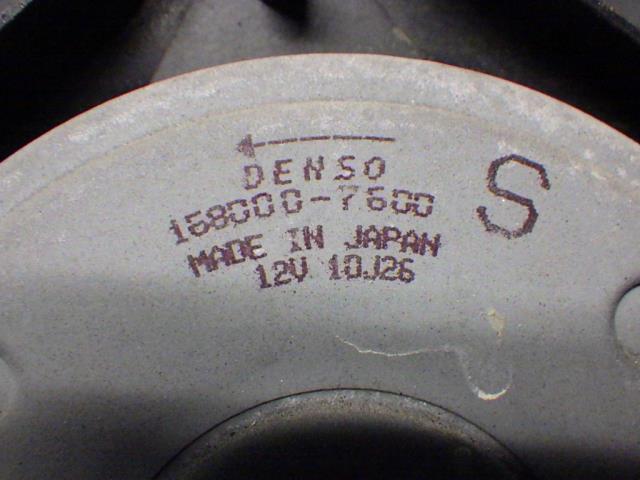 DENSO
S
168000-7600
MADE IN JAPAN
12V 10J26